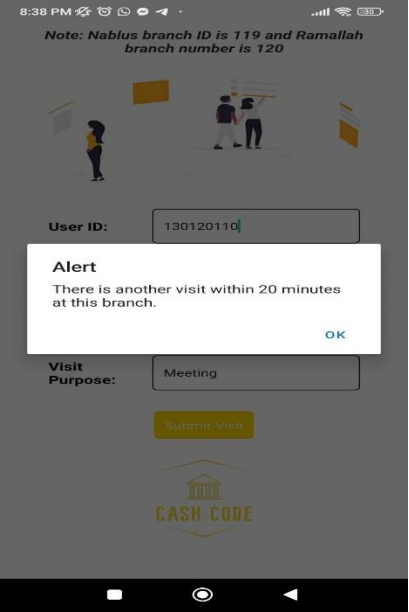 8:38 PM
30
Note: Nablus branch ID is 119 and Ramallah
branch number is 120
User ID:
130120110
Alert
There is another visit within 20 minutes
at this branch.
OK
Visit
Purpose:
Meeting
Submit Visit
CASH CORE